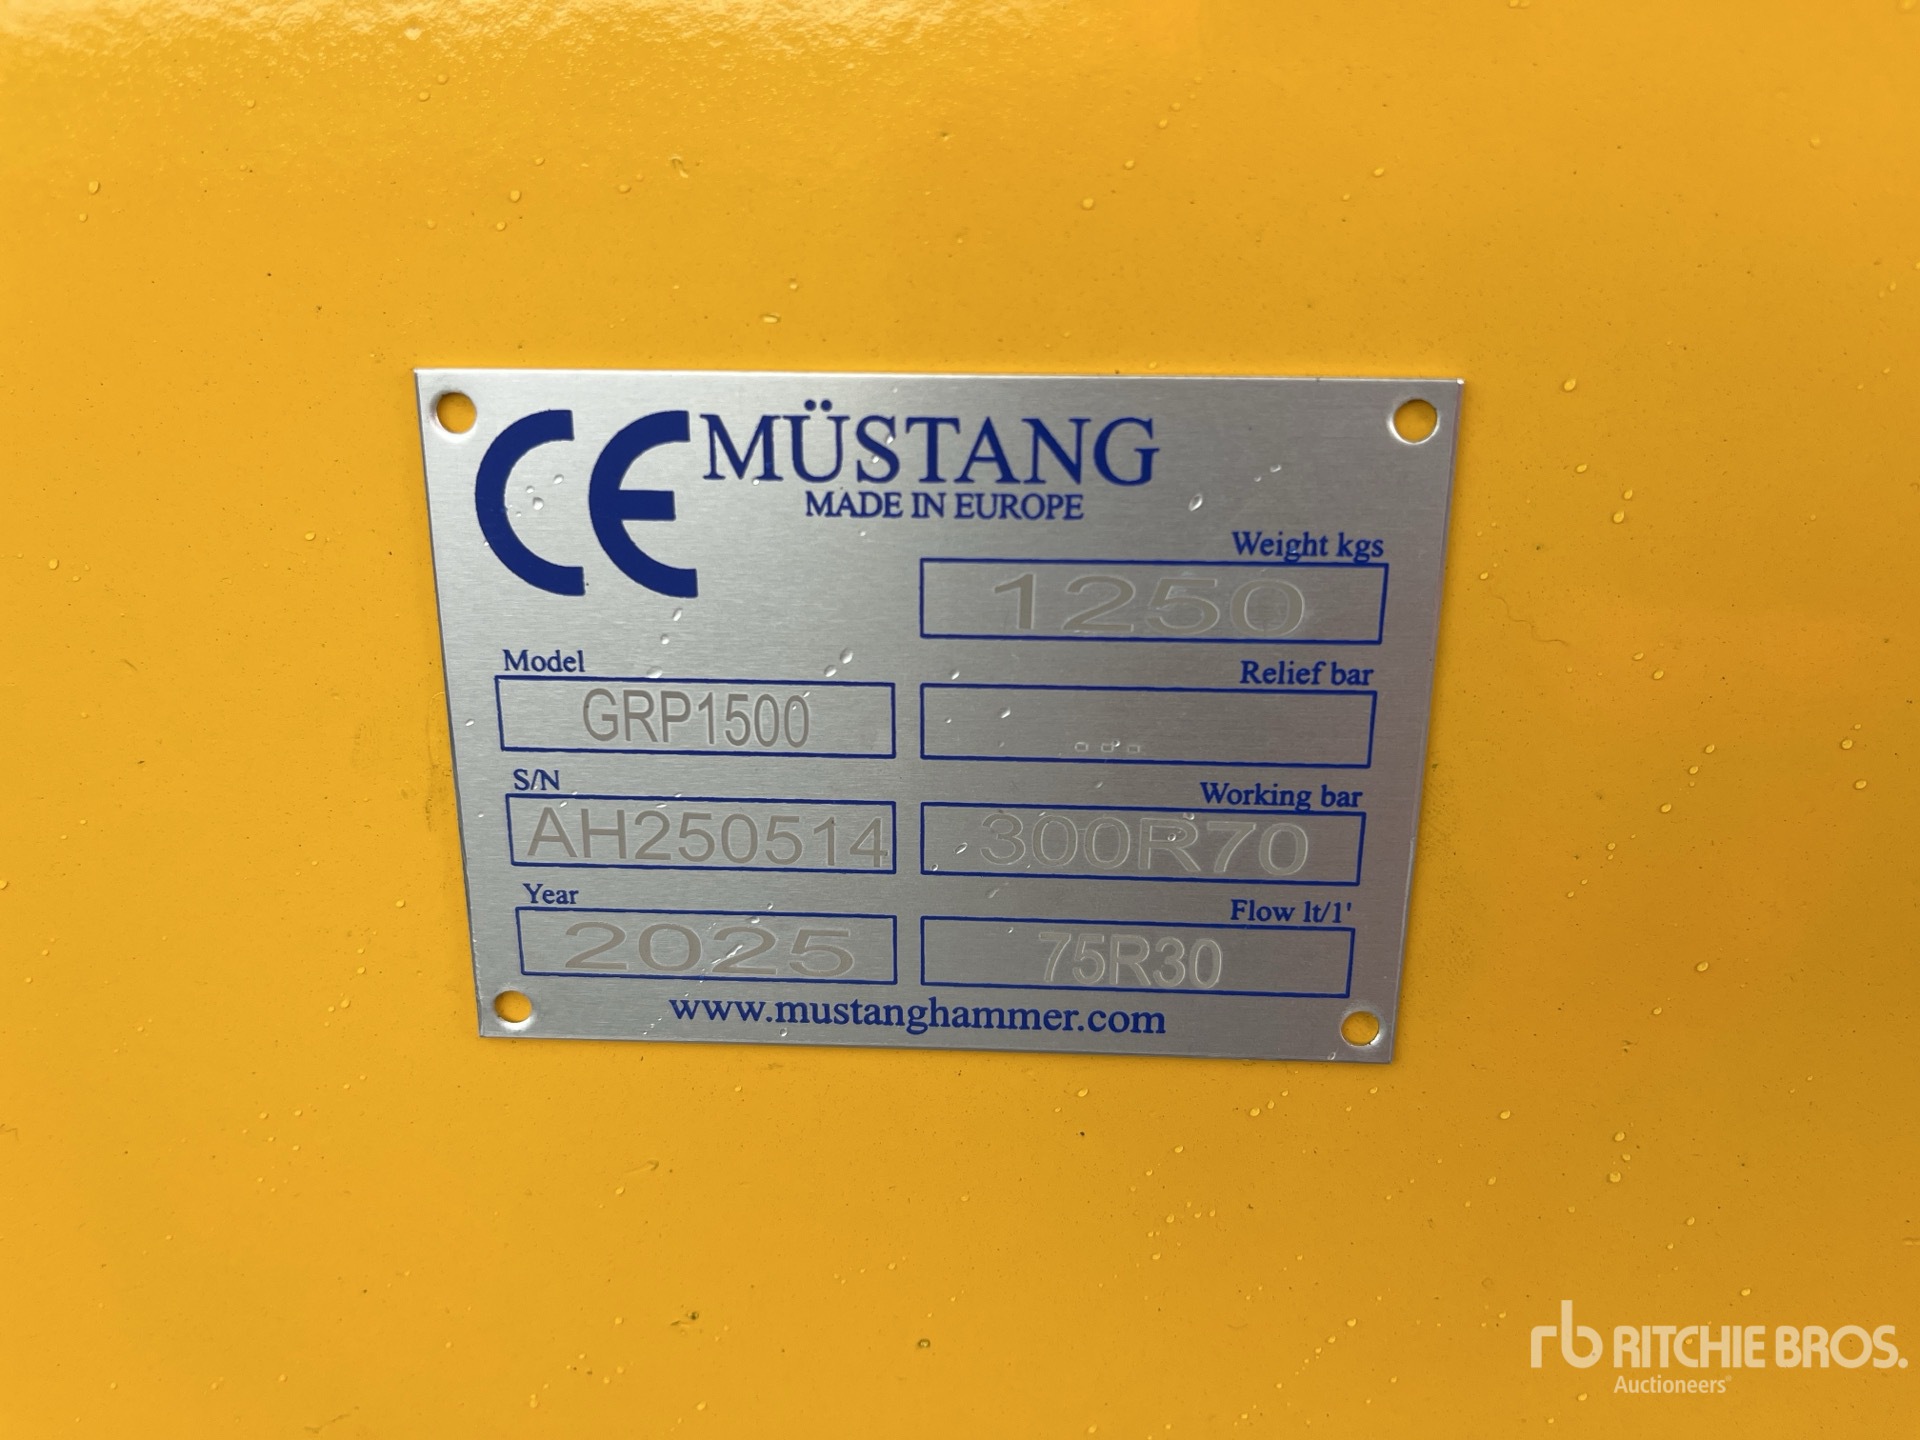 CE MÜSTANG
MADE IN EUROPE
Weight kgs
1250
Model
GRP1500
Relief bar
...
S/N
AH250514
Working bar
300R70
Year
2025
Flow lt/1'
75R30
www.mustanghammer.com
rb RITCHIE BROS.
Auctioneers